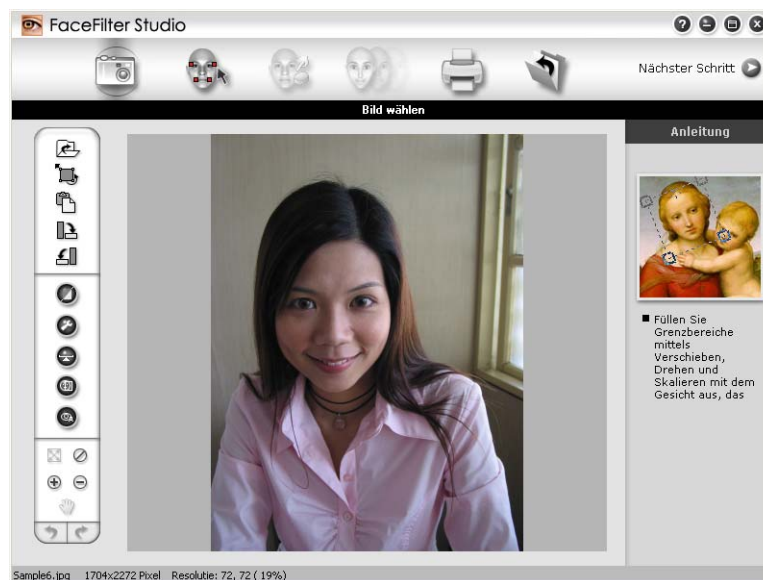 FaceFilter Studio
Nächster Schritt
Bild wählen
Anleitung
Füllen Sie
Grenzbereiche
mittels
Verschieben,
Drehen und
Skalieren mit dem
Gesicht aus, das
Sample6.jpg 1704x2272 Pixel Resolutie: 72, 72 ( 19%)